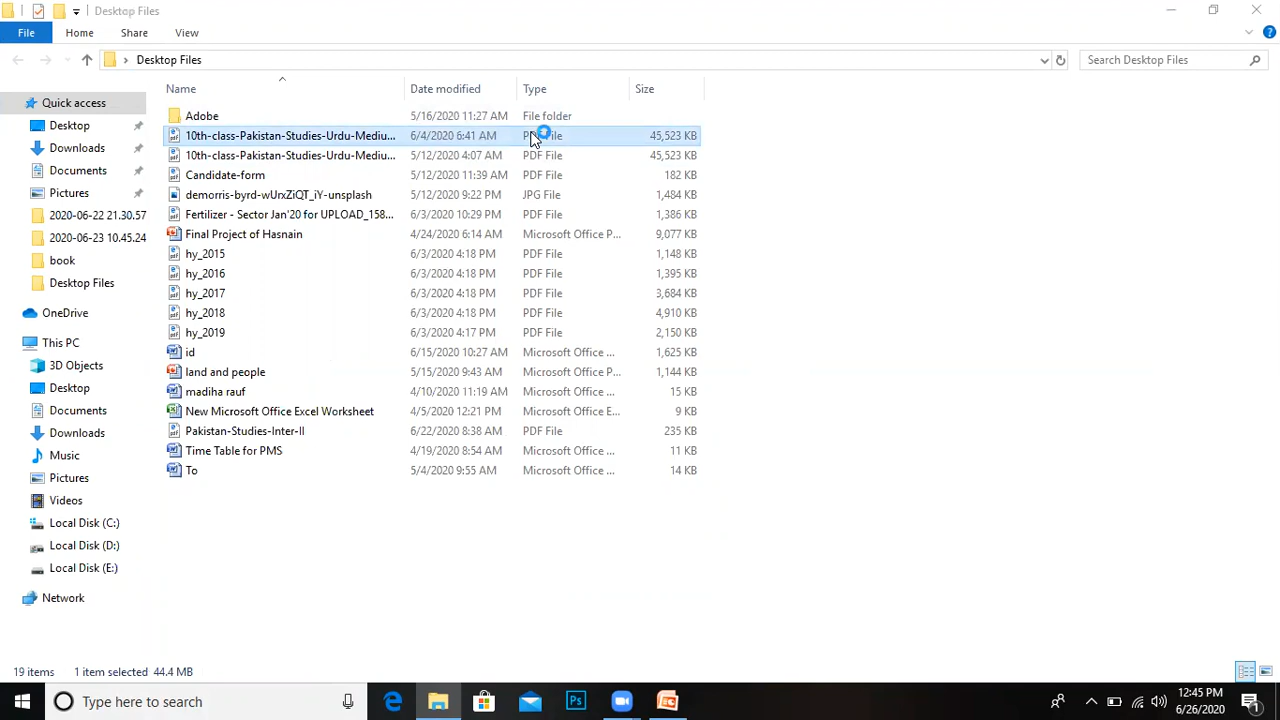 Desktop Files
File Home Share View
Desktop Files Search Desktop Files
Name Date modified Type Size
Quick access
Desktop
Downloads
Documents
Pictures
2020-06-22 21.30.57
2020-06-23 10.45.24
book
Desktop Files
OneDrive
This PC
3D Objects
Desktop
Documents
Downloads
Music
Pictures
Videos
Local Disk (C:)
Local Disk (D:)
Local Disk (E:)
Network
Adobe 5/16/2020 11:27 AM File folder
10th-class-Pakistan-Studies-Urdu-Mediu... 6/4/2020 6:41 AM PDF File 45,523 KB
10th-class-Pakistan-Studies-Urdu-Mediu... 5/12/2020 4:07 AM PDF File 45,523 KB
Candidate-form 5/12/2020 11:39 AM PDF File 182 KB
demorris-byrd-wUrxZiQT_iY-unsplash 5/12/2020 9:22 PM JPG File 1,484 KB
Fertilizer - Sector Jan'20 for UPLOAD_158... 6/3/2020 10:29 PM PDF File 1,386 KB
Final Project of Hasnain 4/24/2020 6:14 AM Microsoft Office P... 9,077 KB
hy_2015 6/3/2020 4:18 PM PDF File 1,148 KB
hy_2016 6/3/2020 4:18 PM PDF File 1,395 KB
hy_2017 6/3/2020 4:18 PM PDF File 3,684 KB
hy_2018 6/3/2020 4:18 PM PDF File 4,910 KB
hy_2019 6/3/2020 4:17 PM PDF File 2,150 KB
id 6/15/2020 10:27 AM Microsoft Office ... 1,625 KB
land and people 5/15/2020 9:43 AM Microsoft Office P... 1,144 KB
madiha rauf 4/10/2020 11:19 AM Microsoft Office ... 15 KB
New Microsoft Office Excel Worksheet 4/5/2020 12:21 PM Microsoft Office E... 9 KB
Pakistan-Studies-Inter-II 6/22/2020 8:38 AM PDF File 235 KB
Time Table for PMS 4/19/2020 8:54 AM Microsoft Office ... 11 KB
To 5/4/2020 9:55 AM Microsoft Office ... 14 KB
19 items 1 item selected 44.4 MB
Type here to search Ps 12:45 PM
6/26/2020 1